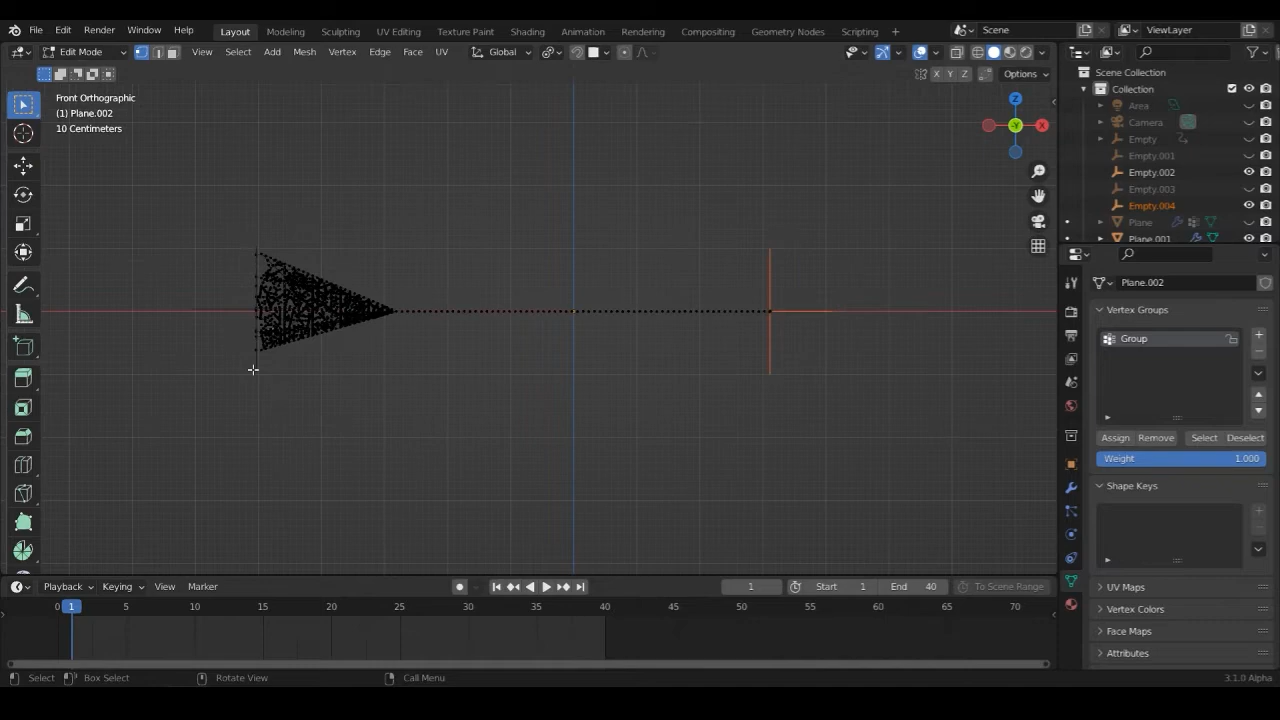 File Edit Render Window Help Layout Modeling Sculpting UV Editing Texture Paint Shading Animation Rendering Compositing Geometry Nodes Scripting + Scene ViewLayer
Edit Mode View Select Add Mesh Vertex Edge Face UV Global
X Y Z Options
Front Orthographic
(1) Plane.002
10 Centimeters
Z
-Y X
Scene Collection
Collection
Area
Camera
Empty
Empty.001
Empty.002
Empty.003
Empty.004
Plane
Plane.001
Plane.002
Vertex Groups
Group
Assign Remove Select Deselect
Weight 1.000
Shape Keys
UV Maps
Vertex Colors
Face Maps
Attributes
Playback Keying View Marker 1 Start 1 End 40 To Scene Range
0 1 5 10 15 20 25 30 35 40 45 50 55 60 65 70
Select Box Select Rotate View Call Menu 3.1.0 Alpha